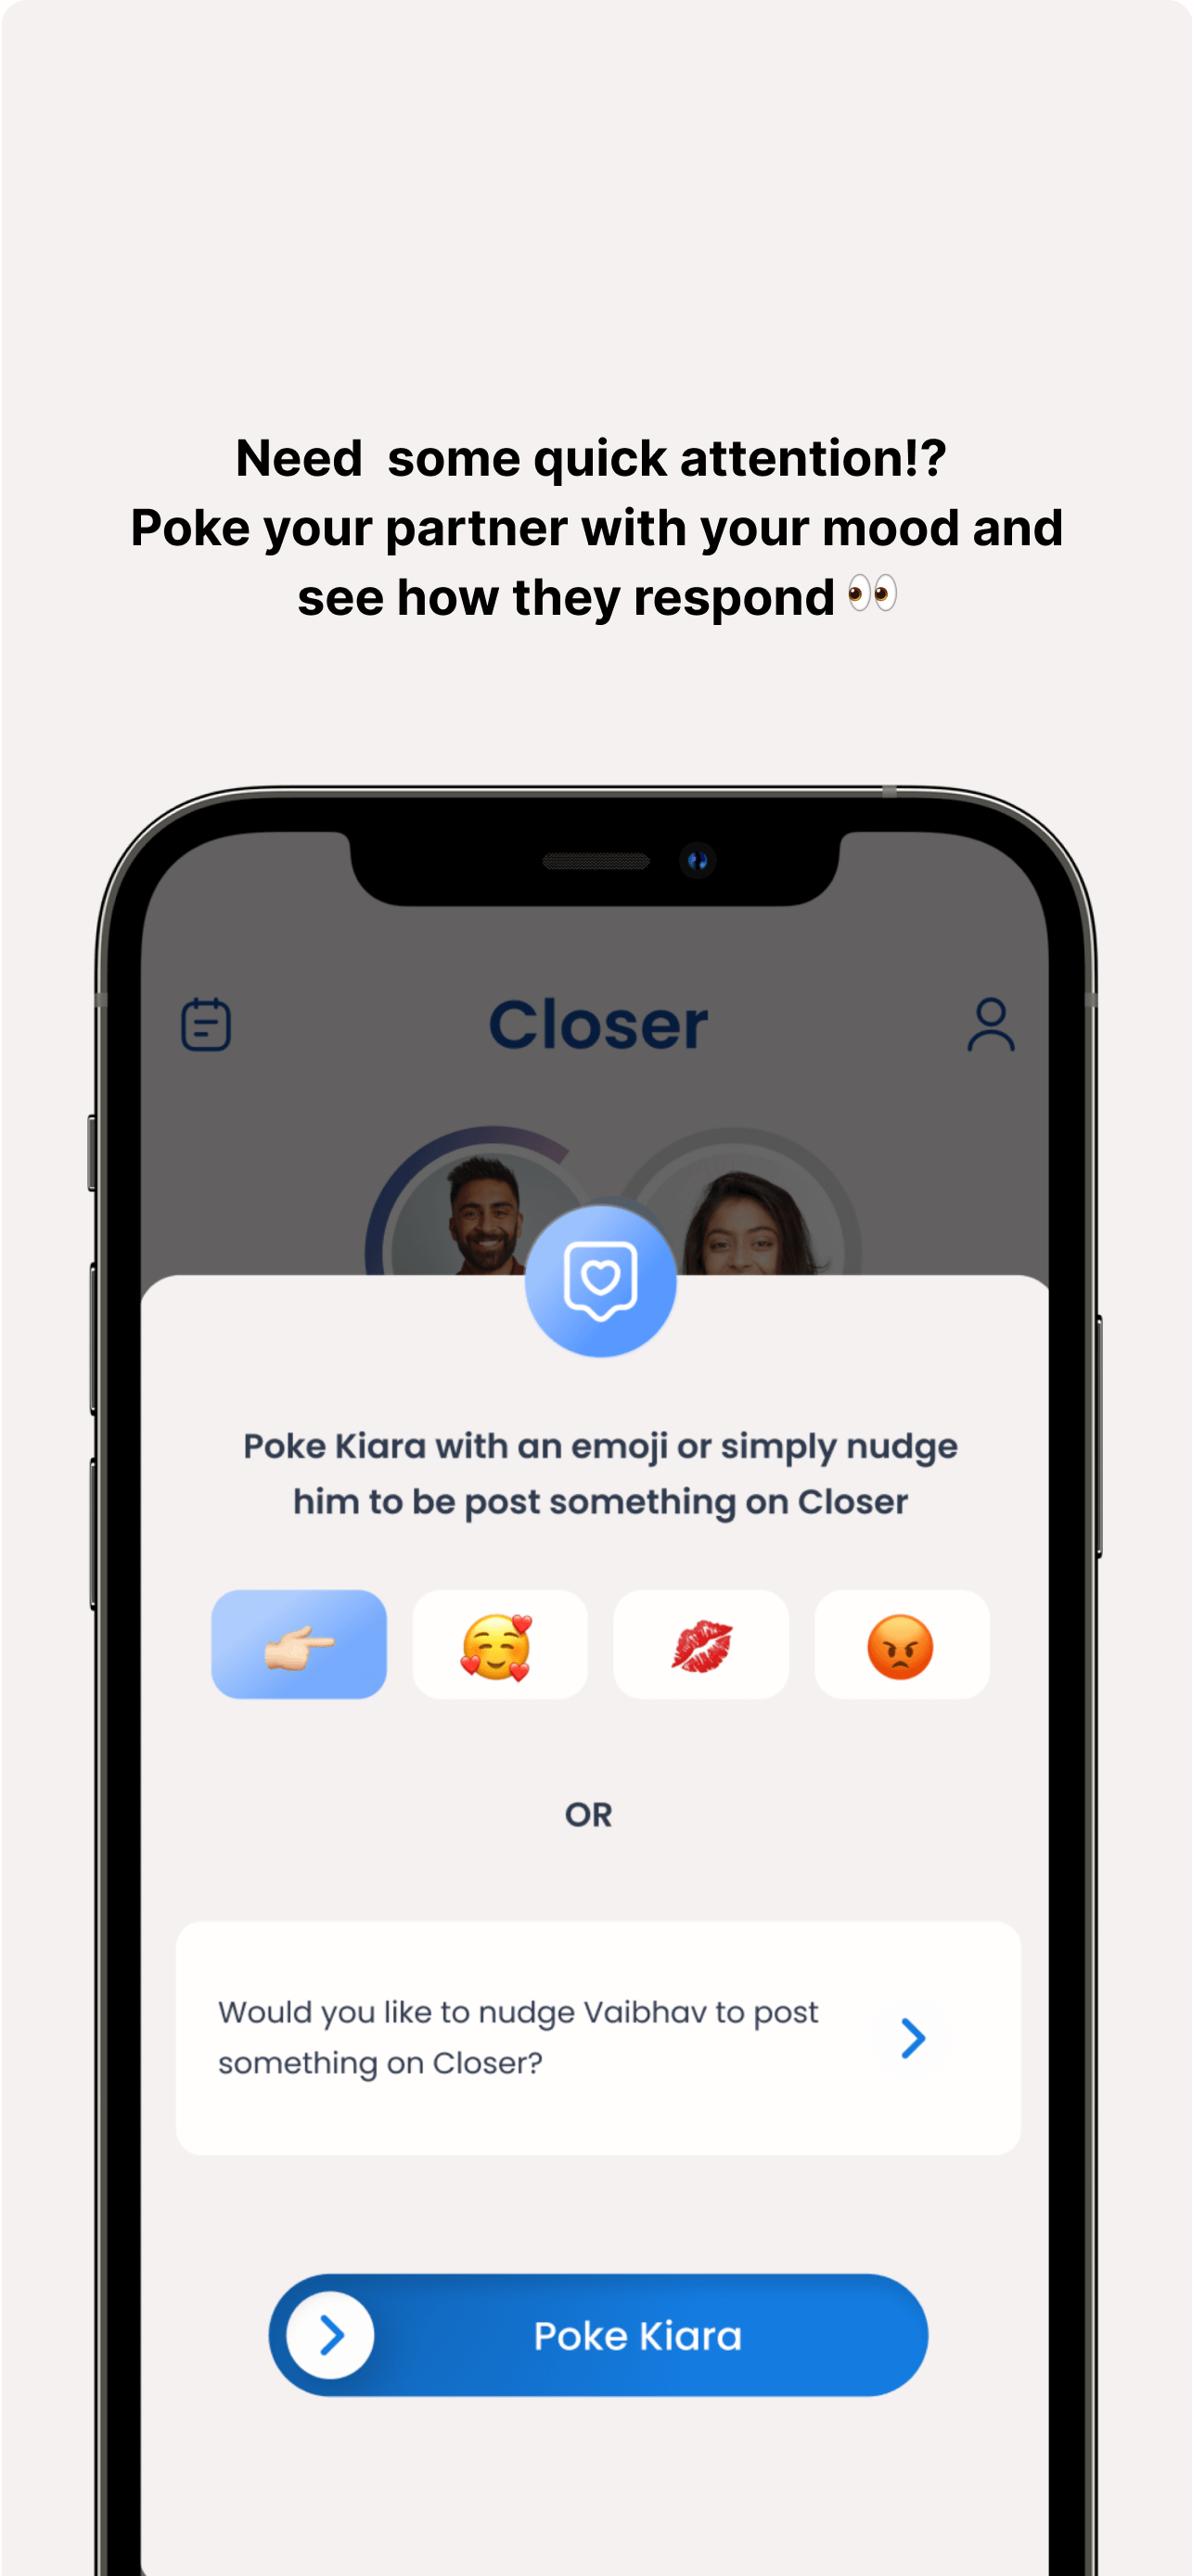 Need  some quick attention!?
Poke your partner with your mood and
see how they respond 👀
Closer
Poke Kiara with an emoji or simply nudge
him to be post something on Closer
OR
Would you like to nudge Vaibhav to post
something on Closer?
Poke Kiara